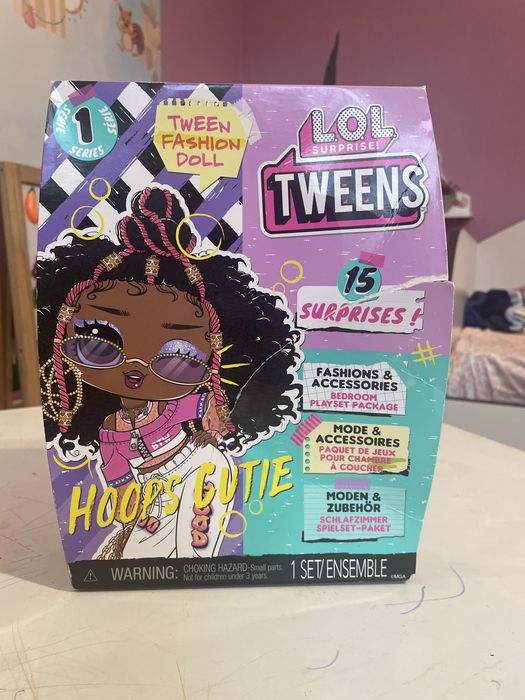 SÉRIE
1
SERIE
SERIES
TWEEN
FASHION
DOLL
LOL
SURPRISE!
TWEENS
15
SURPRISES!
FASHIONS &
ACCESSORIES
BEDROOM
PLAYSET PACKAGE
MODE &
ACCESSOIRES
PAQUET DE JEUX
POUR CHAMBRE
À COUCHER
MODEN &
ZUBEHÖR
SCHLAFZIMMER
SPIELSET-PAKET
HOOPS CUTIE
WARNING: CHOKING HAZARD-Small parts.
Not for children under 3 years.
1 SET/ENSEMBLE
©MGA